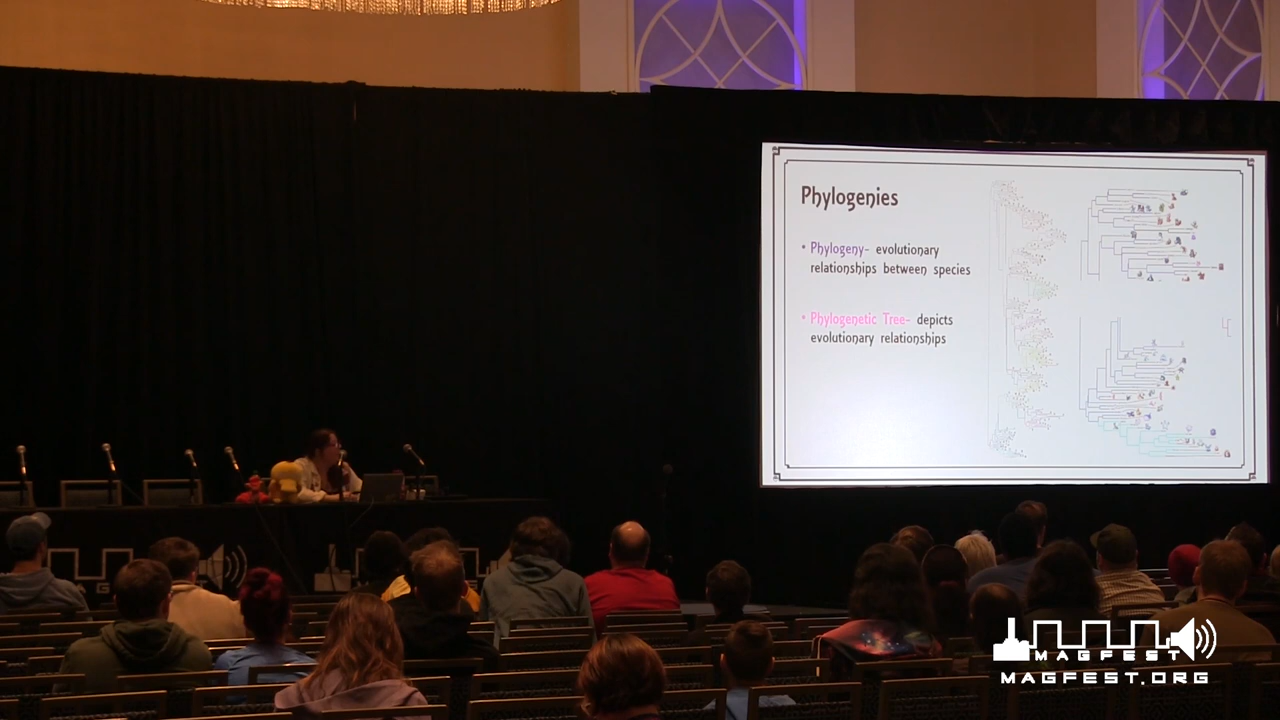 Phylogenies
• Phylogeny- evolutionary
relationships between species
• Phylogenetic Tree- depicts
evolutionary relationships
MAGFEST
MAGFEST.ORG